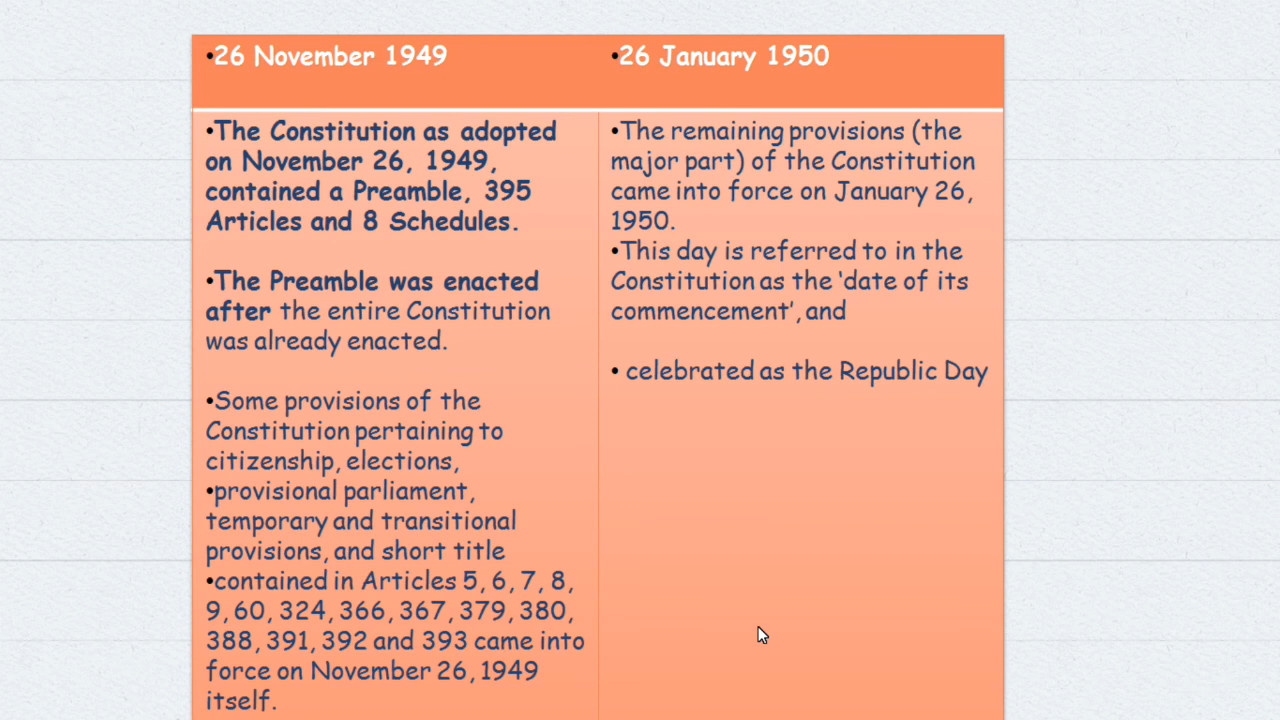 •26 November 1949
•26 January 1950
•The Constitution as adopted
on November 26, 1949,
contained a Preamble, 395
Articles and 8 Schedules.
•The Preamble was enacted
after the entire Constitution
was already enacted.
•Some provisions of the
Constitution pertaining to
citizenship, elections,
•provisional parliament,
temporary and transitional
provisions, and short title
•contained in Articles 5, 6, 7, 8,
9, 60, 324, 366, 367, 379, 380,
388, 391, 392 and 393 came into
force on November 26, 1949
itself.
•The remaining provisions (the
major part) of the Constitution
came into force on January 26,
1950.
•This day is referred to in the
Constitution as the ‘date of its
commencement’, and
• celebrated as the Republic Day